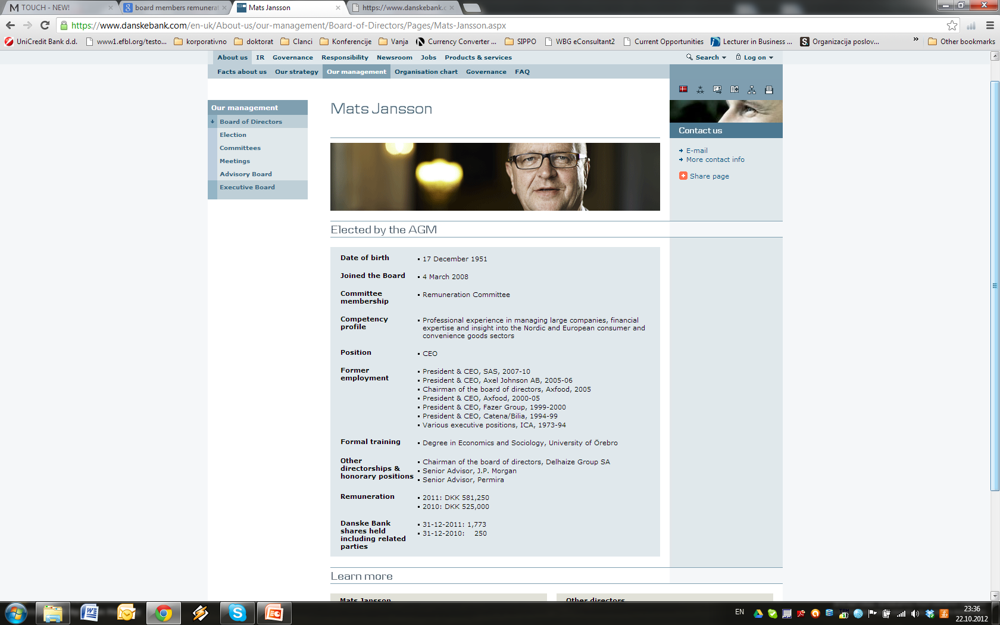 TOUCH - NEW!
board members remunerat
Mats Jansson
https://www.danskebank.c
https://www.danskebank.com/en-uk/About-us/our-management/Board-of-Directors/Pages/Mats-Jansson.aspx
UniCredit Bank d.d.
www1.efbl.org/testo...
korporativno
doktorat
Clanci
Konferencije
Vanja
Currency Converter ...
SIPPO
WBG eConsultant2
Current Opportunities
Lecturer in Business ...
Organizacija poslov...
»
Other bookmarks
About us IR Governance Responsibility Newsroom Jobs Products & services
Search
Log on
Facts about us Our strategy Our management Organisation chart Governance FAQ
Our management
Board of Directors
Election
Committees
Meetings
Advisory Board
Executive Board
Mats Jansson
Contact us
E-mail
More contact info
Share page
Elected by the AGM
Date of birth
▪ 17 December 1951
Joined the Board
▪ 4 March 2008
Committee
membership
▪ Remuneration Committee
Competency
profile
▪ Professional experience in managing large companies, financial
expertise and insight into the Nordic and European consumer and
convenience goods sectors
Position
▪ CEO
Former
employment
▪ President & CEO, SAS, 2007-10
▪ President & CEO, Axel Johnson AB, 2005-06
▪ Chairman of the board of directors, Axfood, 2005
▪ President & CEO, Axfood, 2000-05
▪ President & CEO, Fazer Group, 1999-2000
▪ President & CEO, Catena/Bilia, 1994-99
▪ Various executive positions, ICA, 1973-94
Formal training
▪ Degree in Economics and Sociology, University of Örebro
Other
directorships &
honorary positions
▪ Chairman of the board of directors, Delhaize Group SA
▪ Senior Advisor, J.P. Morgan
▪ Senior Advisor, Permira
Remuneration
▪ 2011: DKK 581,250
▪ 2010: DKK 525,000
Danske Bank
shares held
including related
parties
▪ 31-12-2011: 1,773
▪ 31-12-2010: 250
Learn more
Mats Jansson
Other directors
EN
23:36
22.10.2012